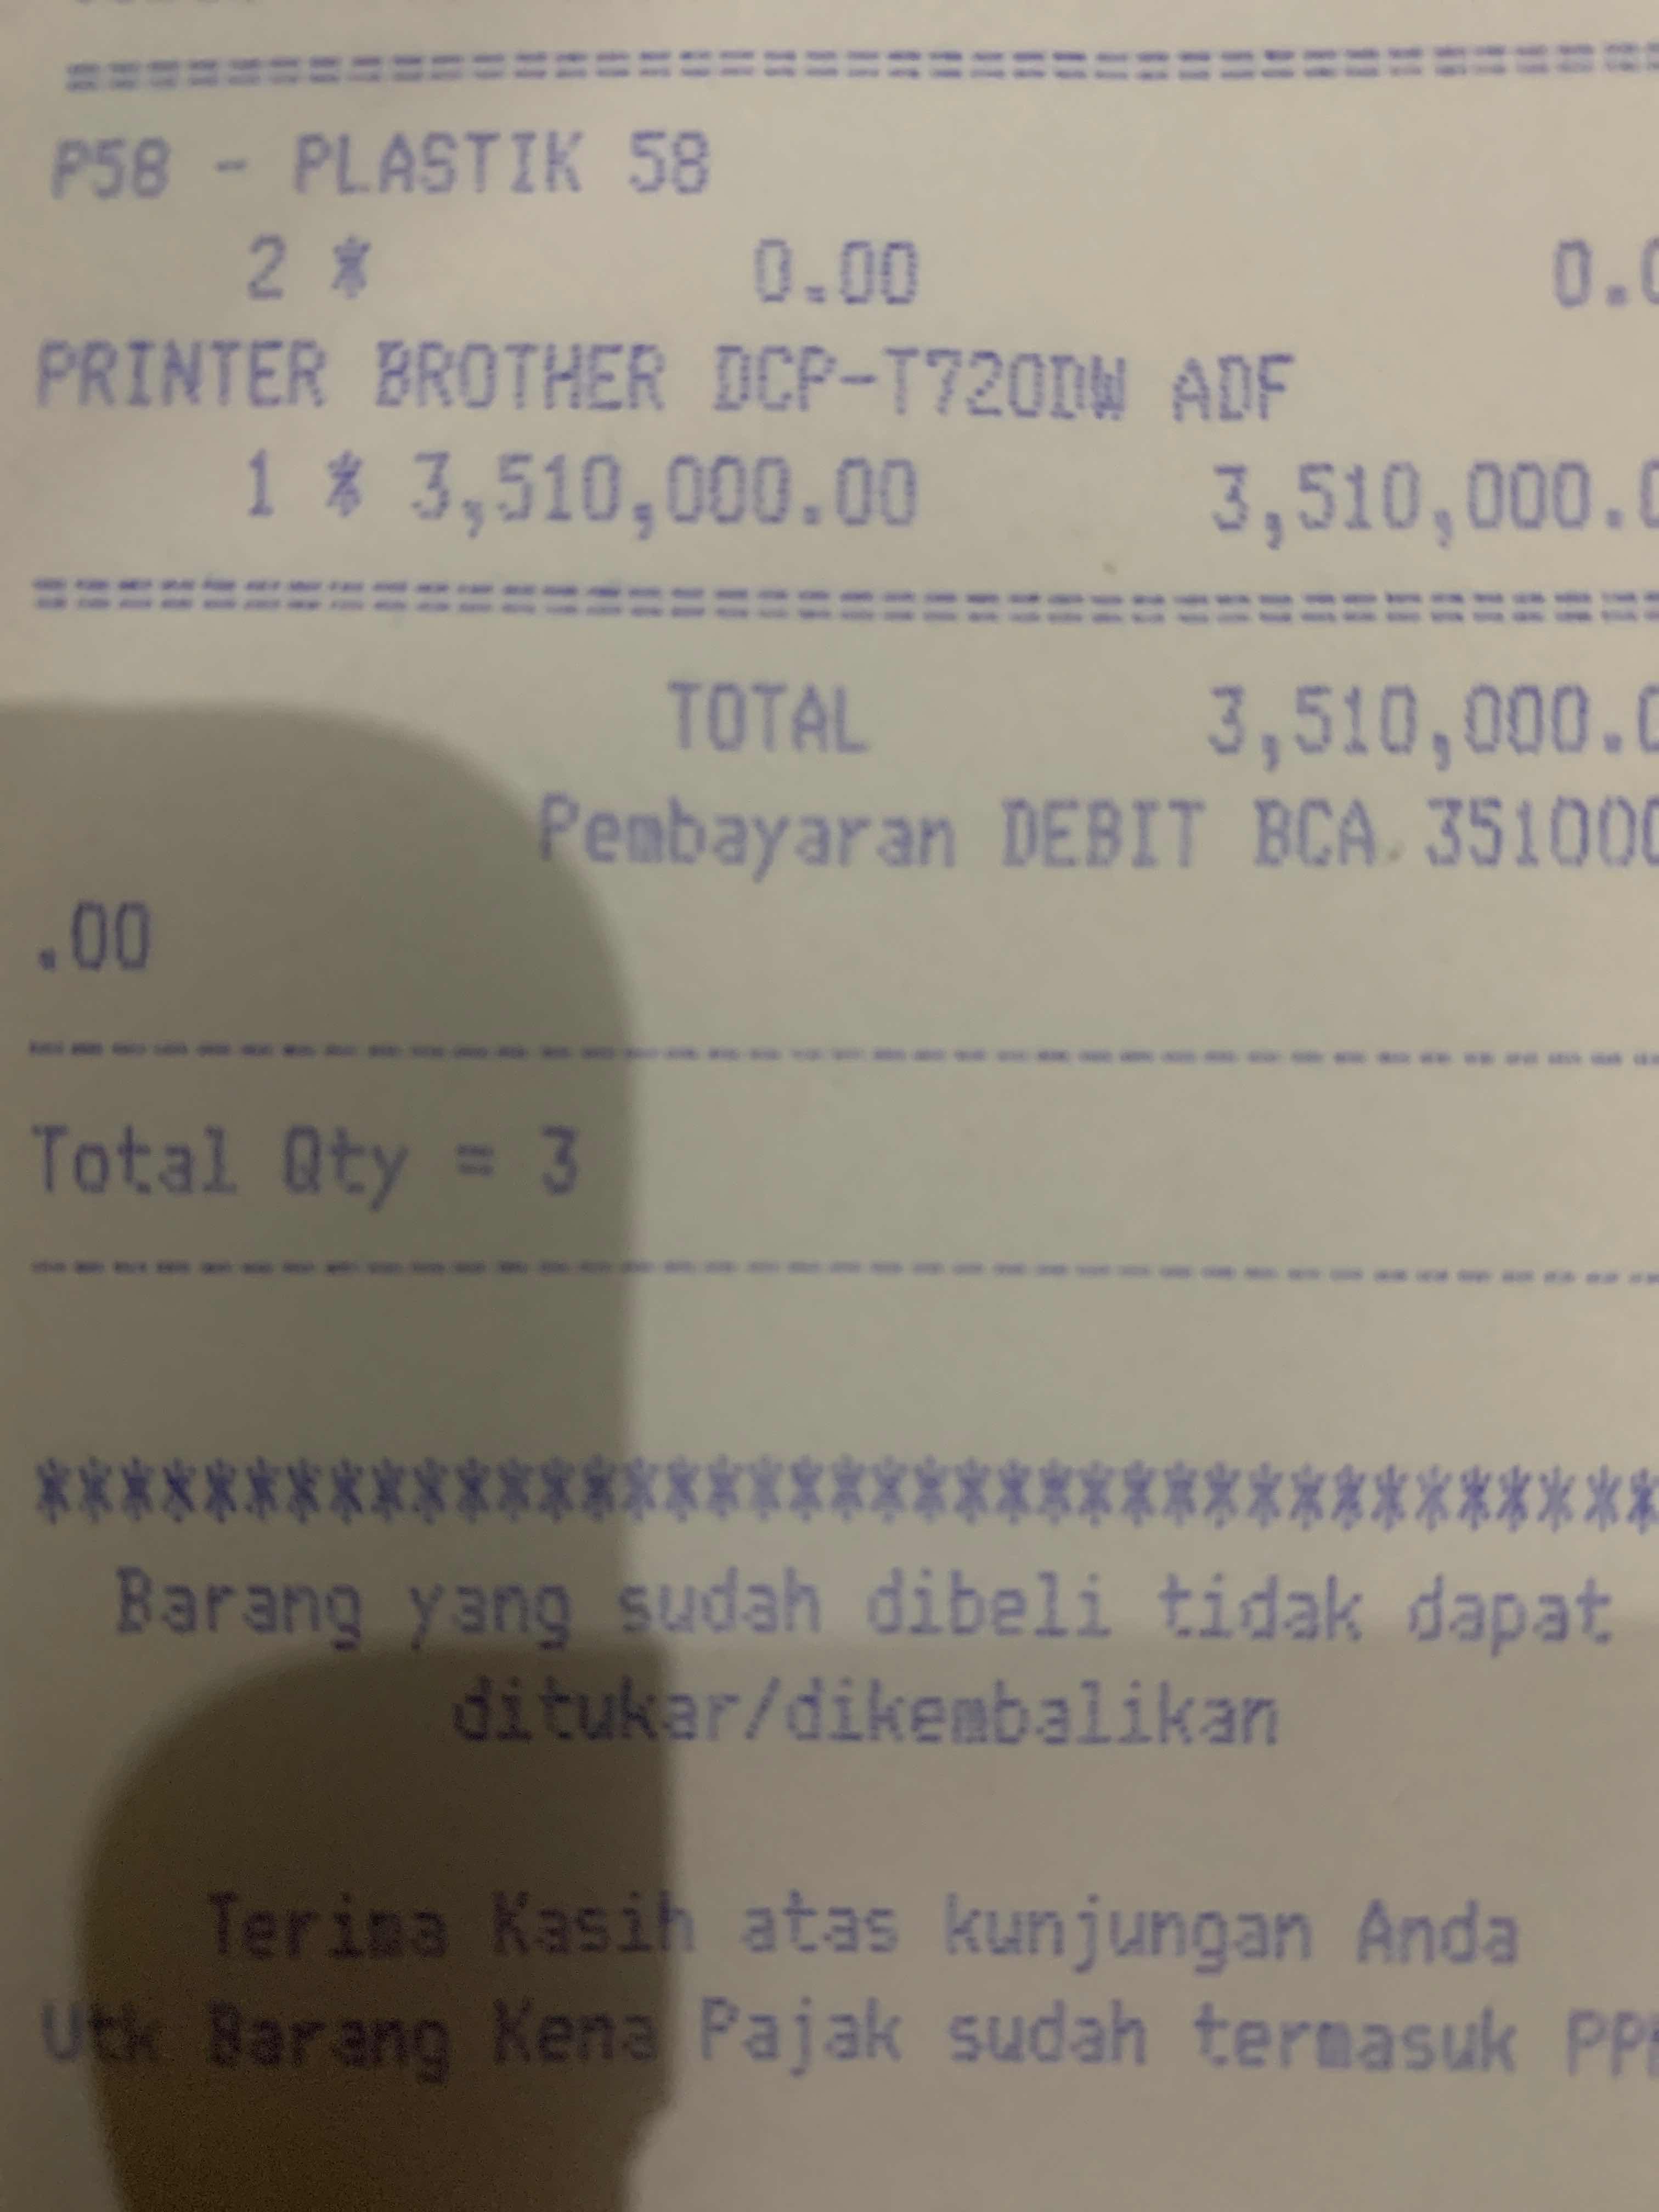 P58 - PLASTIK 58
2 * 0.00 0.0
PRINTER BROTHER DCP-T720DW ADF
1 * 3,510,000.00 3,510,000.0
TOTAL 3,510,000.0
Pembayaran DEBIT BCA 351000
.00
Total Qty = 3
***************************************
Barang yang sudah dibeli tidak dapat
ditukar/dikembalikan
Terima Kasih atas kunjungan Anda
Utk Barang Kena Pajak sudah termasuk PP